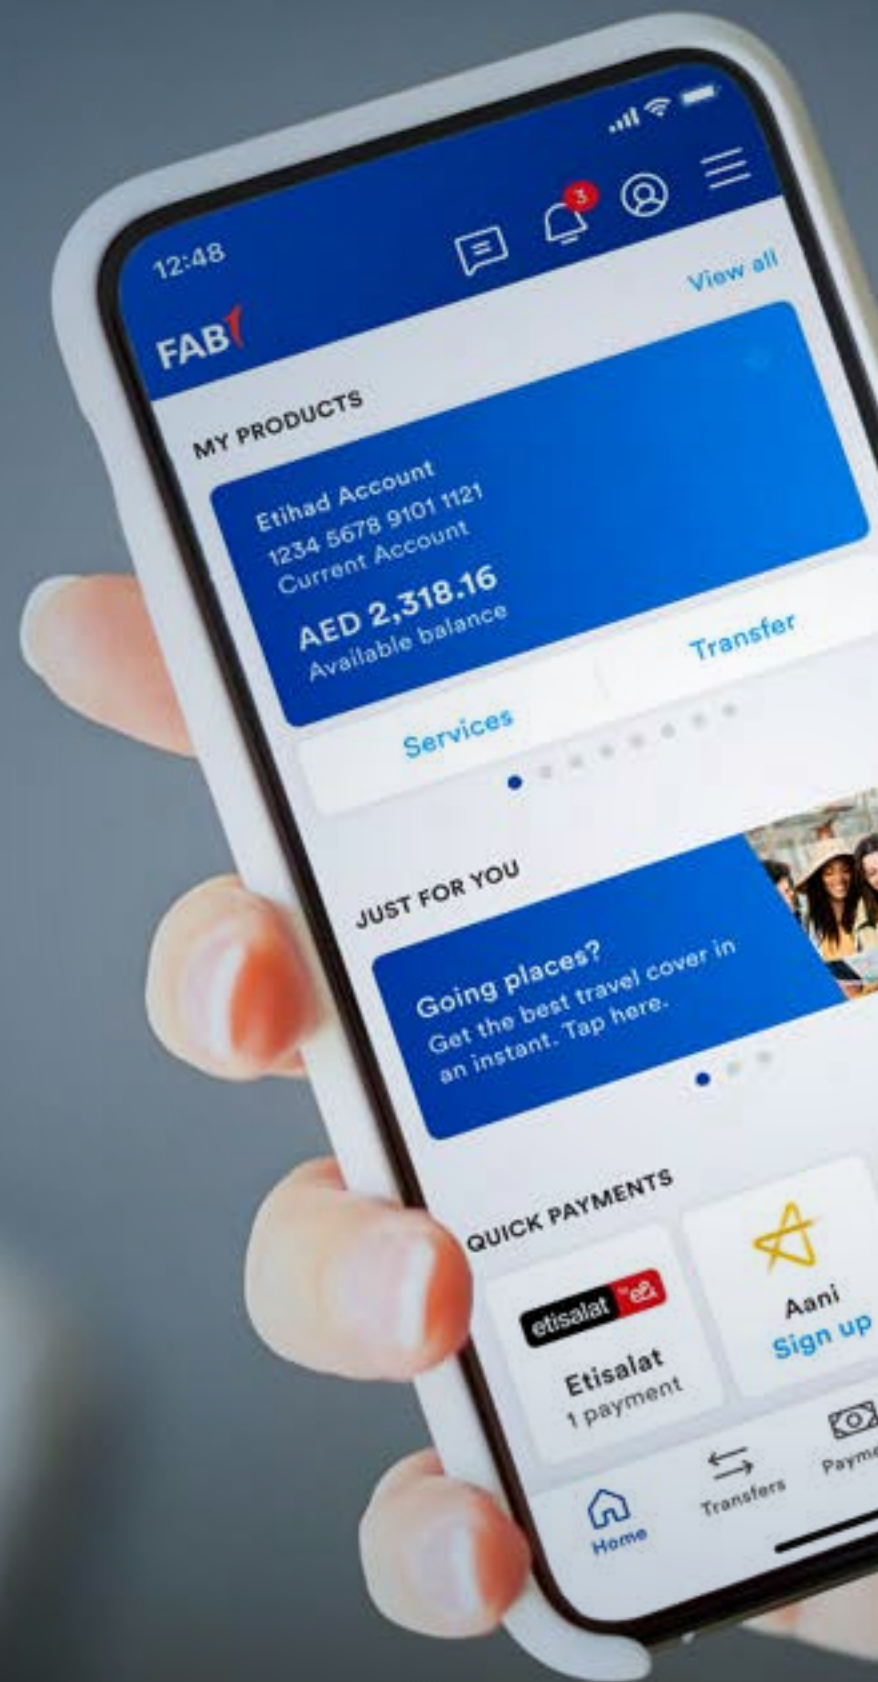 12:48
3
FAB
View all
MY PRODUCTS
Etihad Account
1234 5678 9101 1121
Current Account
AED 2,318.16
Available balance
Services
Transfer
JUST FOR YOU
Going places?
Get the best travel cover in
an instant. Tap here.
QUICK PAYMENTS
etisalat by e&
Etisalat
1 payment
Aani
Sign up
Home
Transfers
Payme